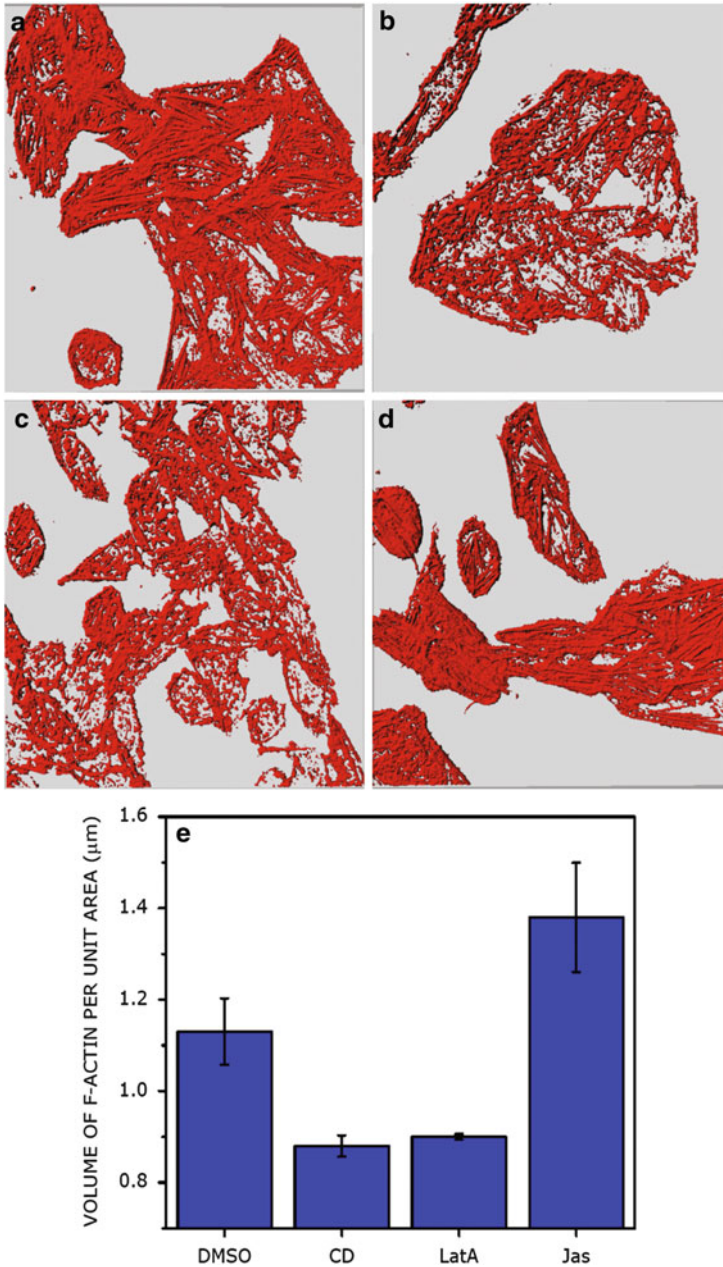 a
b
c
d
e
VOLUME OF F-ACTIN PER UNIT AREA (μm)
1.6
1.4
1.2
1.0
0.8
DMSO CD LatA Jas